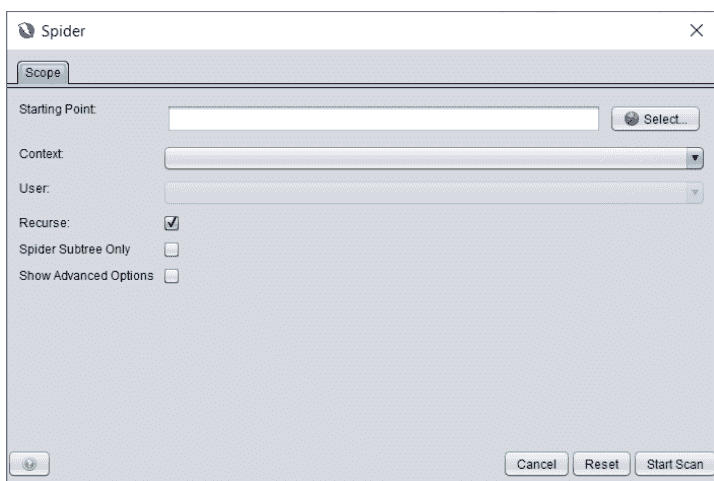 Spider
Scope
Starting Point:
Select...
Context:
User:
Recurse:
Spider Subtree Only
Show Advanced Options
Cancel Reset Start Scan